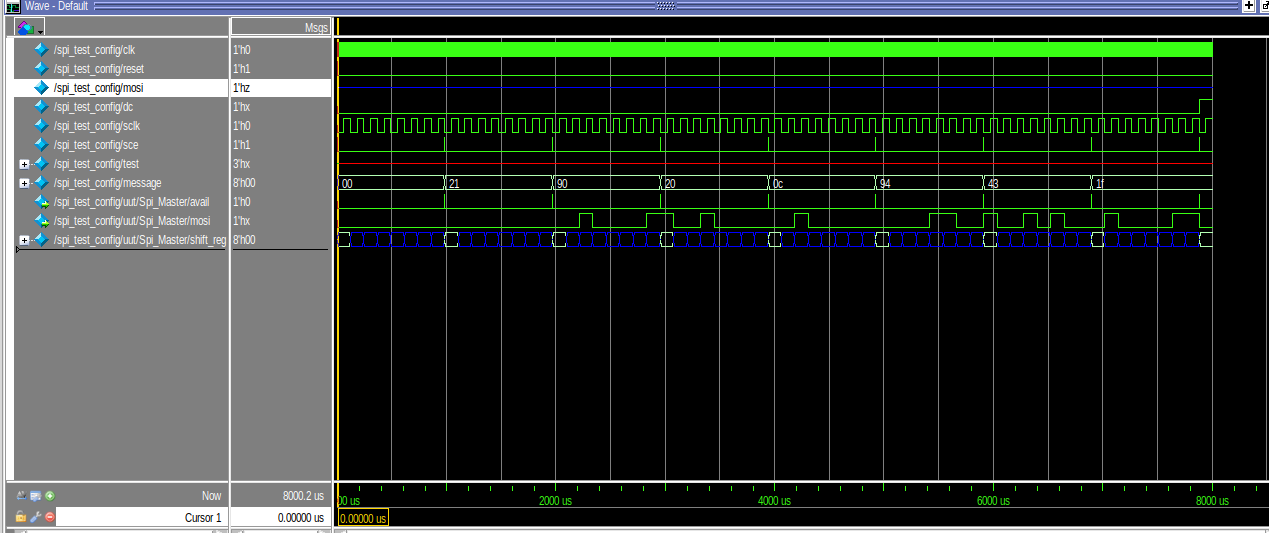 Wave - Default
Msgs
/spi_test_config/clk 1'h0
/spi_test_config/reset 1'h1
/spi_test_config/mosi 1'hz
/spi_test_config/dc 1'hx
/spi_test_config/sclk 1'h0
/spi_test_config/sce 1'h1
/spi_test_config/test 3'hx
/spi_test_config/message 8'h00 00 21 90 20 0c 94 43 1f
/spi_test_config/uut/Spi_Master/avail 1'h0
/spi_test_config/uut/Spi_Master/mosi 1'hx
/spi_test_config/uut/Spi_Master/shift_reg 8'h00
Now 8000.2 us 00 us 2000 us 4000 us 6000 us 8000 us
Cursor 1 0.00000 us 0.00000 us